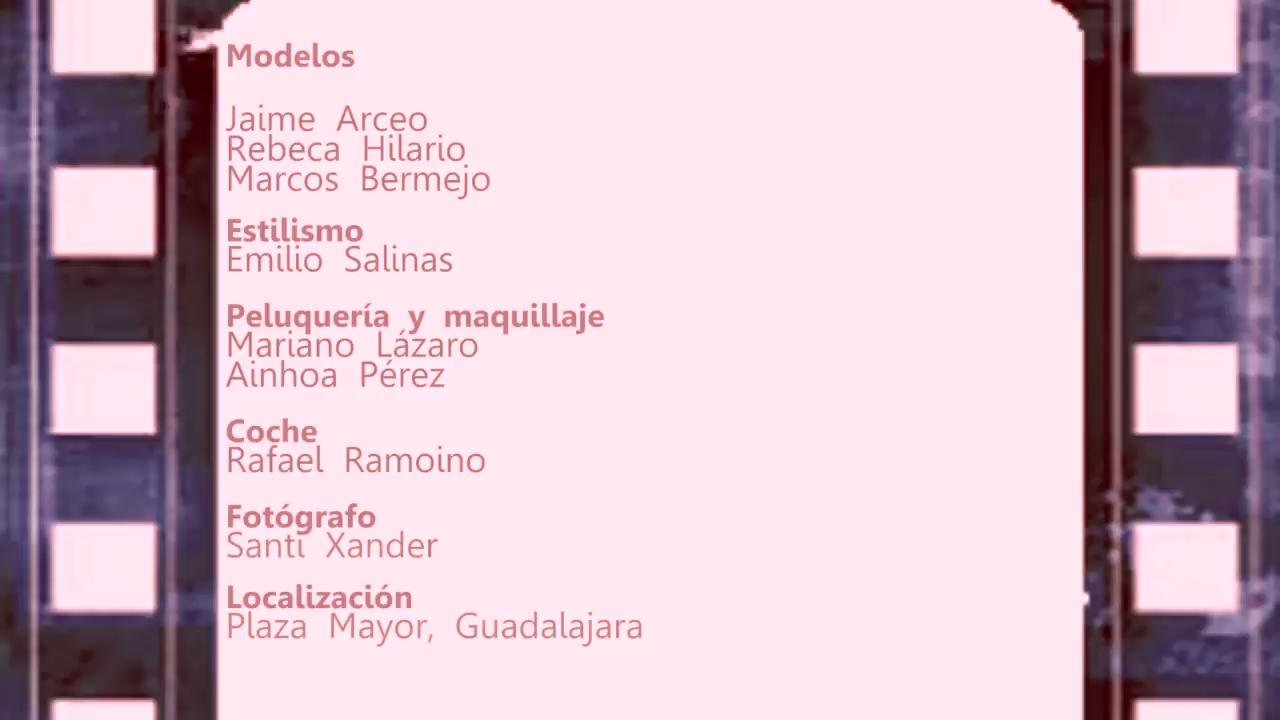 Modelos
Jaime Arceo
Rebeca Hilario
Marcos Bermejo
Estilismo
Emilio Salinas
Peluquería y maquillaje
Mariano Lázaro
Ainhoa Pérez
Coche
Rafael Ramoino
Fotógrafo
Santi Xander
Localización
Plaza Mayor, Guadalajara